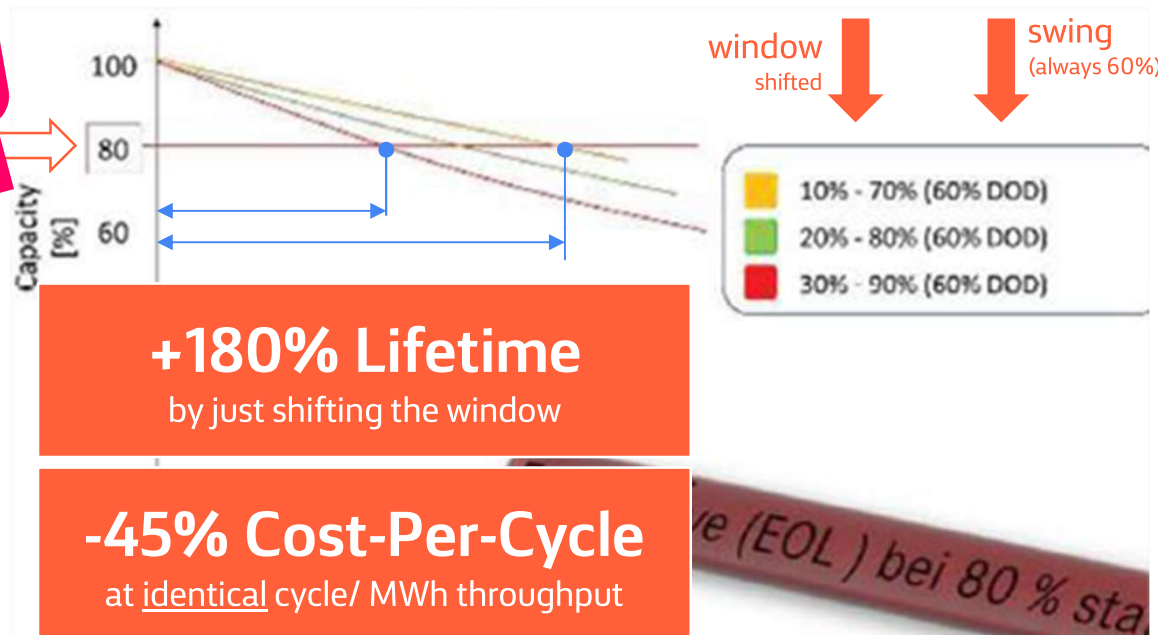 100
80
60
Capacity
[%]
window
shifted
swing
(always 60%)
10% - 70% (60% DOD)
20% - 80% (60% DOD)
30% - 90% (60% DOD)
+180% Lifetime
by just shifting the window
-45% Cost-Per-Cycle
at identical cycle/ MWh throughput
(EOL ) bei 80 %